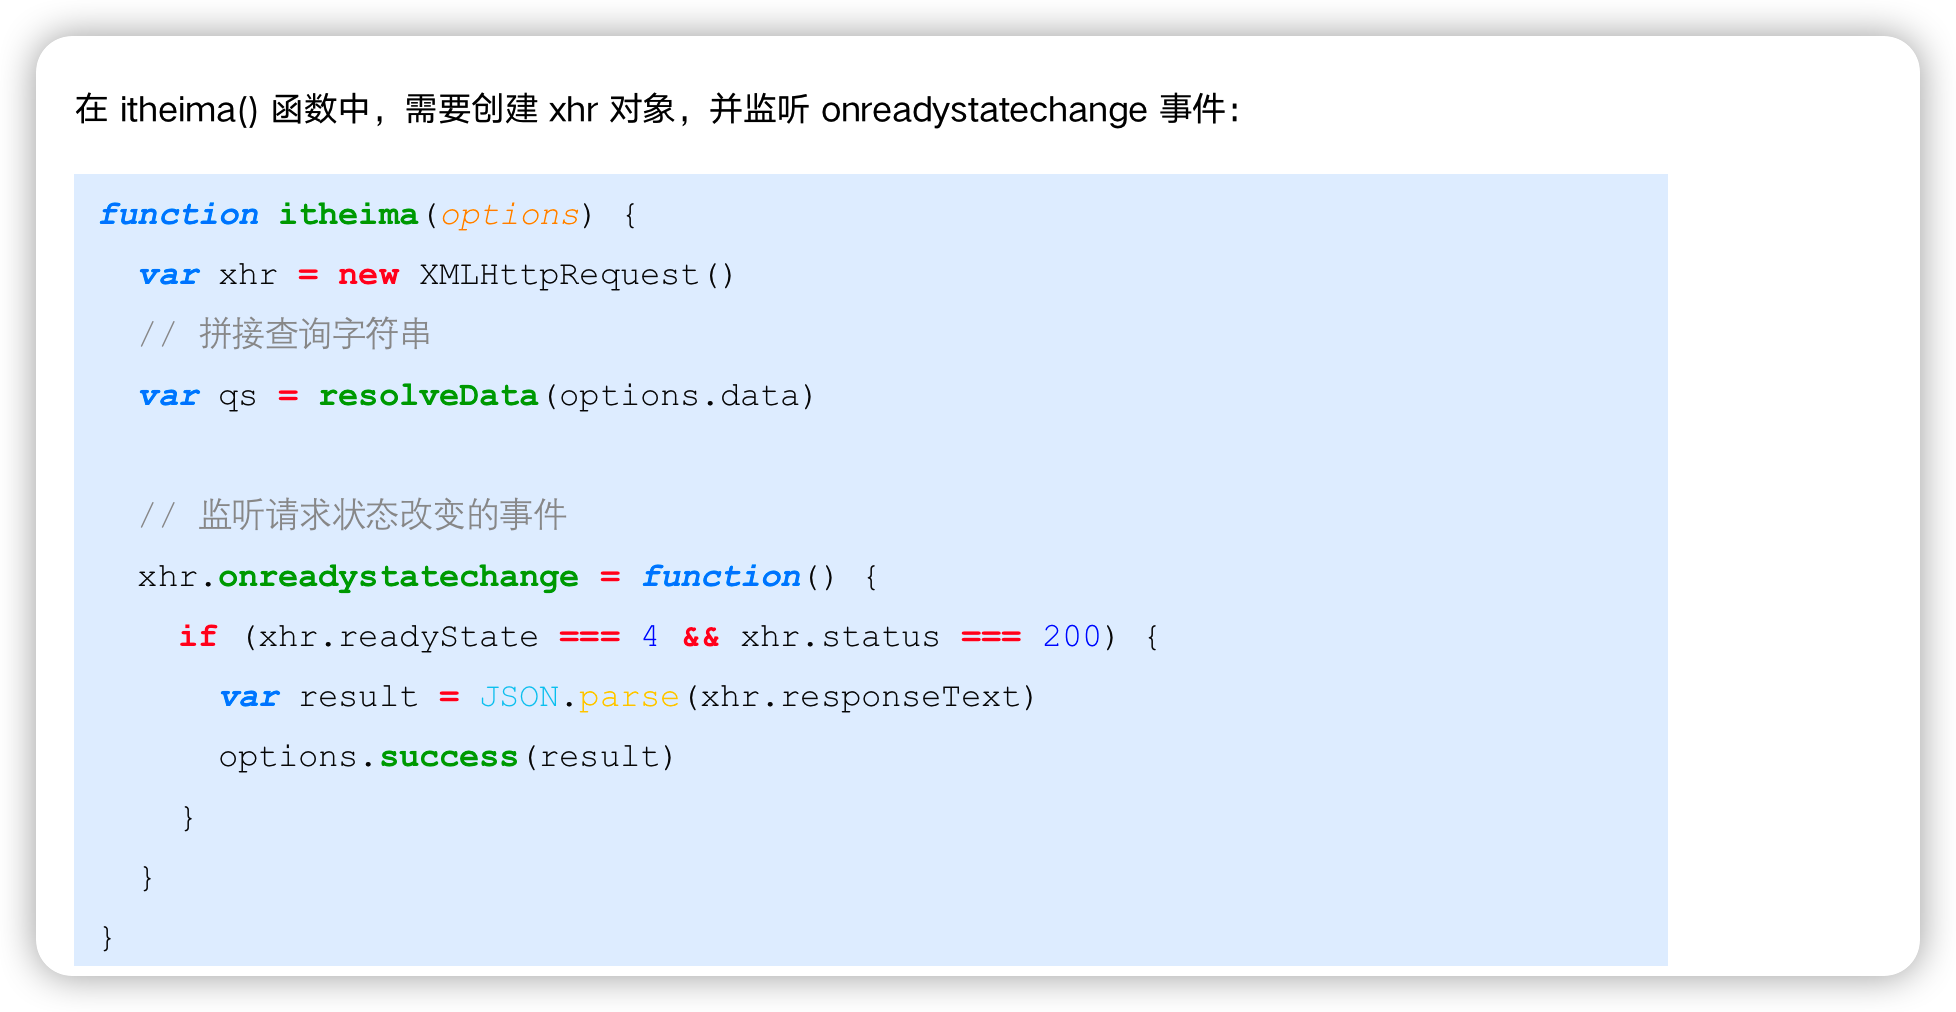 在 itheima() 函数中，需要创建 xhr 对象，并监听 onreadystatechange 事件：
function itheima(options) {
  var xhr = new XMLHttpRequest()
  // 拼接查询字符串
  var qs = resolveData(options.data)
  // 监听请求状态改变的事件
  xhr.onreadystatechange = function() {
    if (xhr.readyState === 4 && xhr.status === 200) {
      var result = JSON.parse(xhr.responseText)
      options.success(result)
    }
  }
}